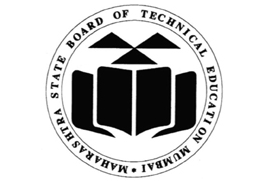 MAHARASHTRA STATE BOARD OF TECHNICAL EDUCATION MUMBAI •